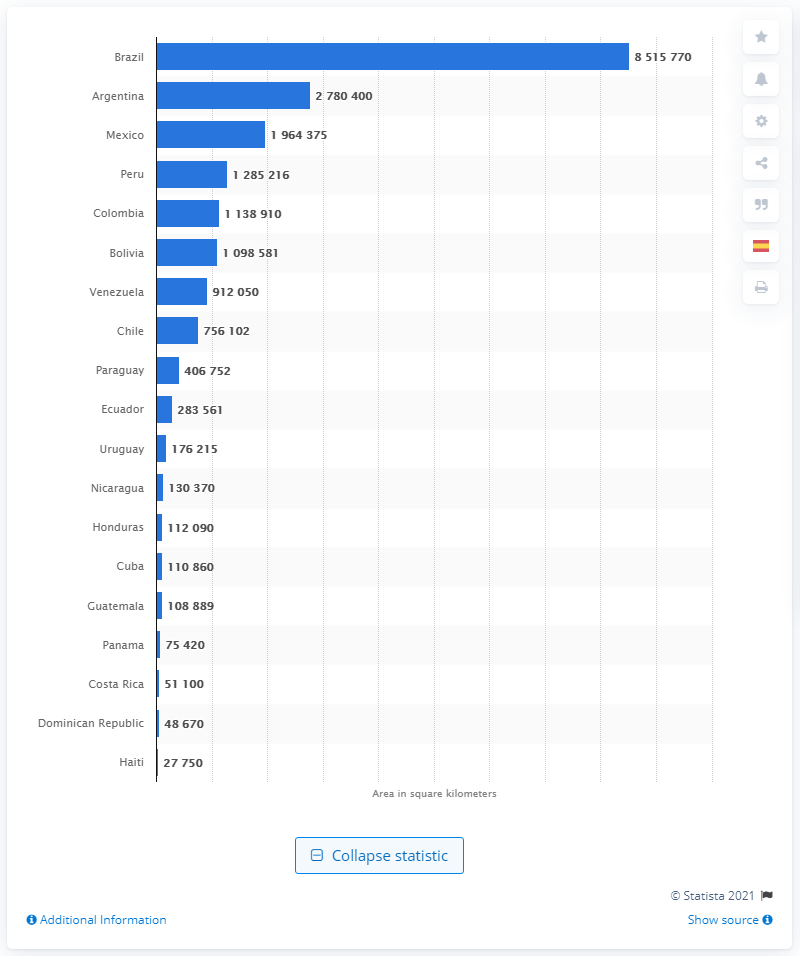 Brazil 8 515 770
Argentina 2 780 400
Mexico 1 964 375
Peru 1 285 216
Colombia 1 138 910
Bolivia 1 098 581
Venezuela 912 050
Chile 756 102
Paraguay 406 752
Ecuador 283 561
Uruguay 176 215
Nicaragua 130 370
Honduras 112 090
Cuba 110 860
Guatemala 108 889
Panama 75 420
Costa Rica 51 100
Dominican Republic 48 670
Haiti 27 750
Area in square kilometers
Collapse statistic
© Statista 2021
Additional Information
Show source